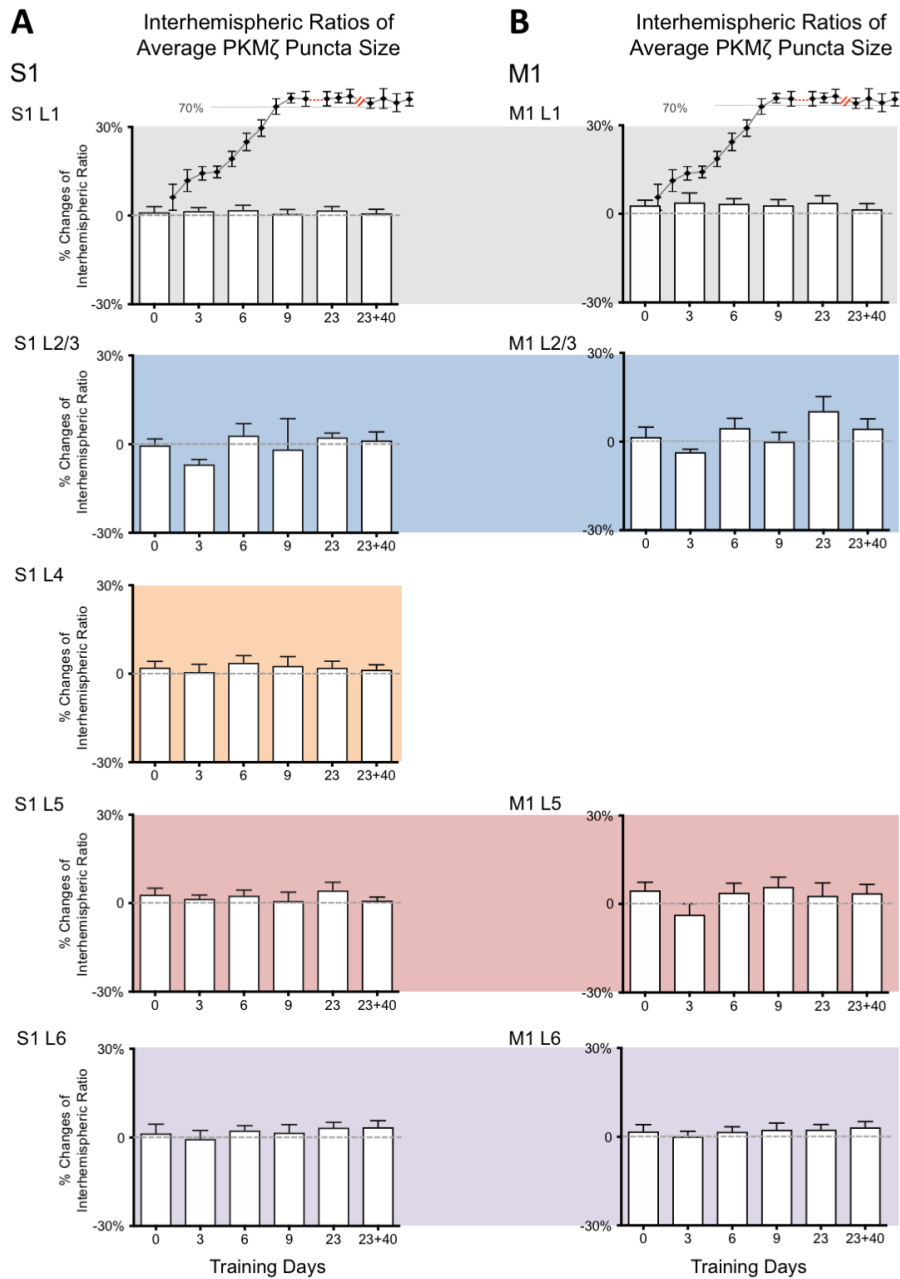 A
Interhemispheric Ratios of
Average PKMζ Puncta Size
B
Interhemispheric Ratios of
Average PKMζ Puncta Size
S1
M1
S1 L1
70%
30%
0
-30%
% Changes of
Interhemispheric Ratio
0 3 6 9 23 23+40
M1 L1
70%
30%
0
-30%
0 3 6 9 23 23+40
S1 L2/3
30%
0
-30%
% Changes of
Interhemispheric Ratio
0 3 6 9 23 23+40
M1 L2/3
30%
0
-30%
0 3 6 9 23 23+40
S1 L4
30%
0
-30%
% Changes of
Interhemispheric Ratio
0 3 6 9 23 23+40
S1 L5
30%
0
-30%
% Changes of
Interhemispheric Ratio
0 3 6 9 23 23+40
M1 L5
30%
0
-30%
0 3 6 9 23 23+40
S1 L6
30%
0
-30%
% Changes of
Interhemispheric Ratio
0 3 6 9 23 23+40
Training Days
M1 L6
30%
0
-30%
0 3 6 9 23 23+40
Training Days